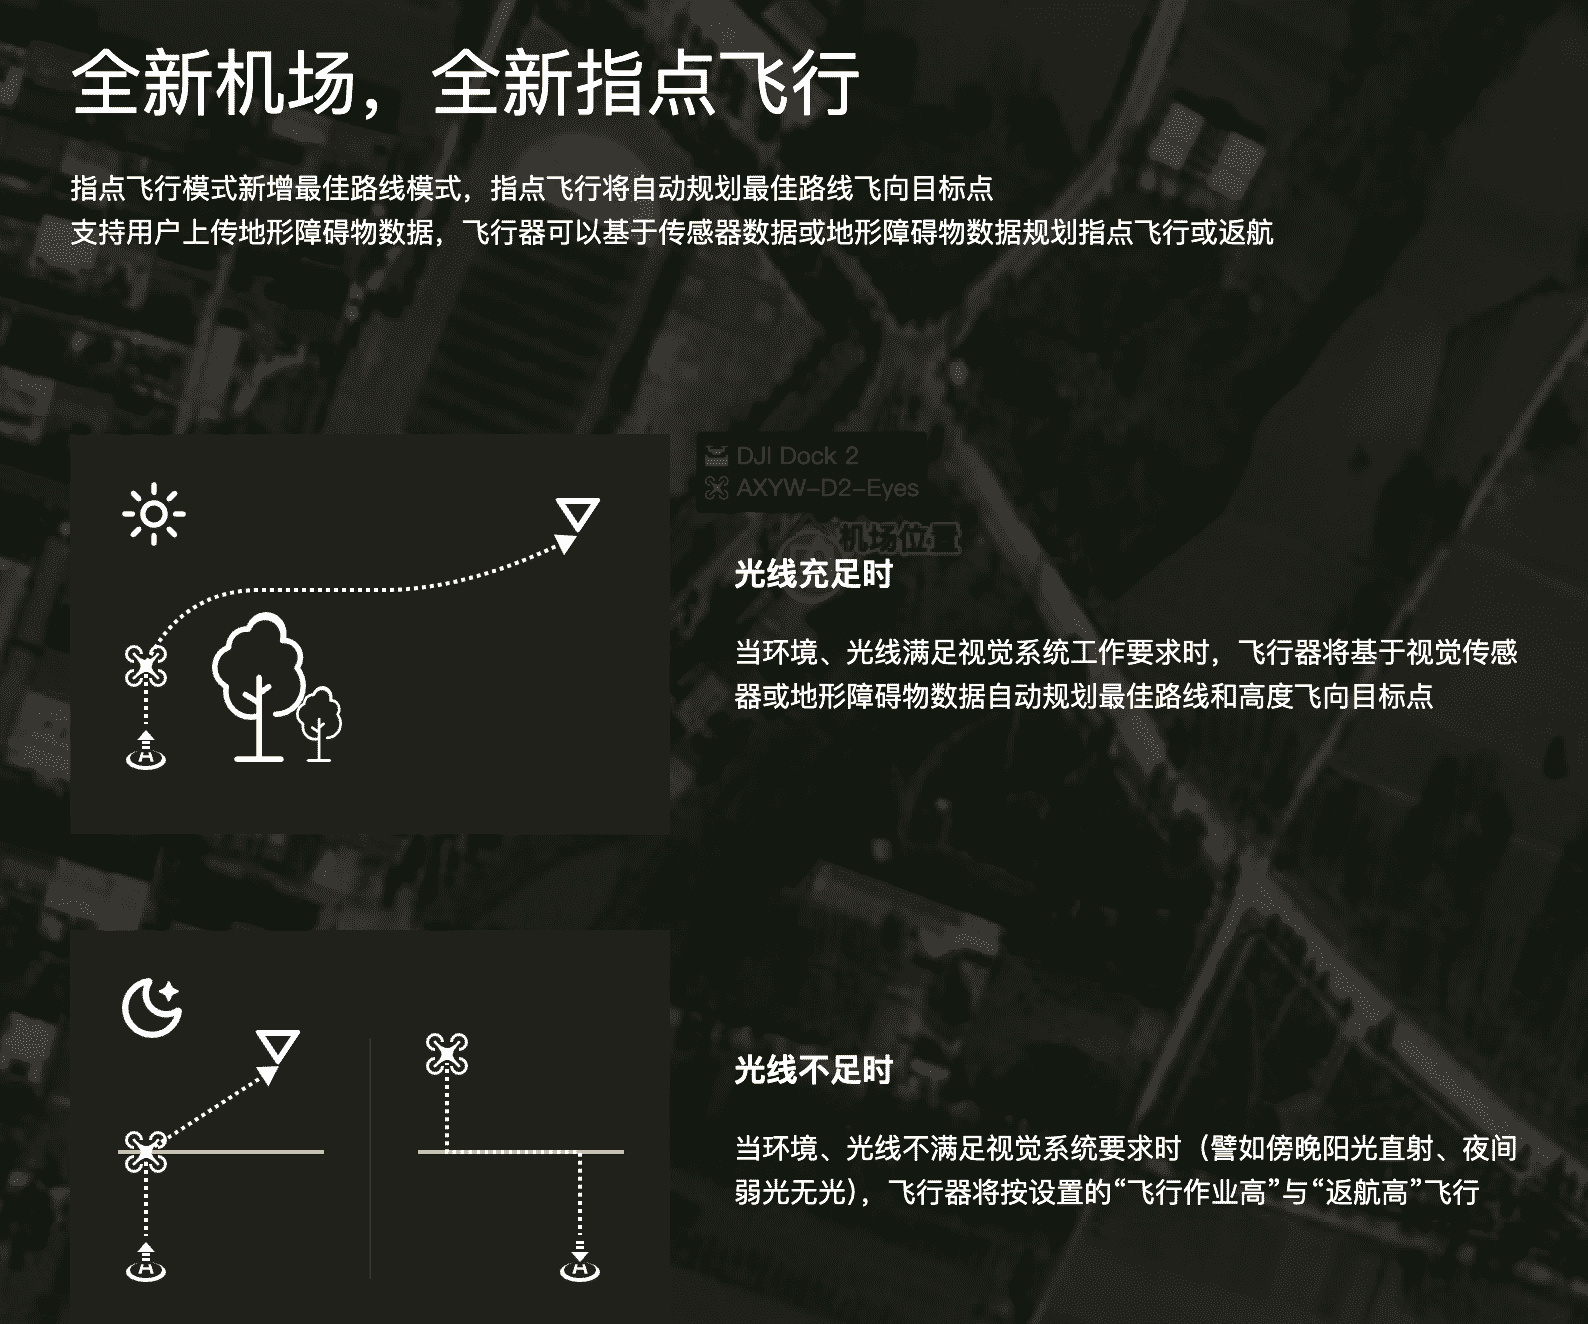 全新机场，全新指点飞行
指点飞行模式新增最佳路线模式，指点飞行将自动规划最佳路线飞向目标点
支持用户上传地形障碍物数据，飞行器可以基于传感器数据或地形障碍物数据规划指点飞行或返航
DJI Dock 2
AXYW-D2-Eyes
机场位置
光线充足时
当环境、光线满足视觉系统工作要求时，飞行器将基于视觉传感
器或地形障碍物数据自动规划最佳路线和高度飞向目标点
A
光线不足时
当环境、光线不满足视觉系统要求时（譬如傍晚阳光直射、夜间
弱光无光），飞行器将按设置的“飞行作业高”与“返航高”飞行
A
A